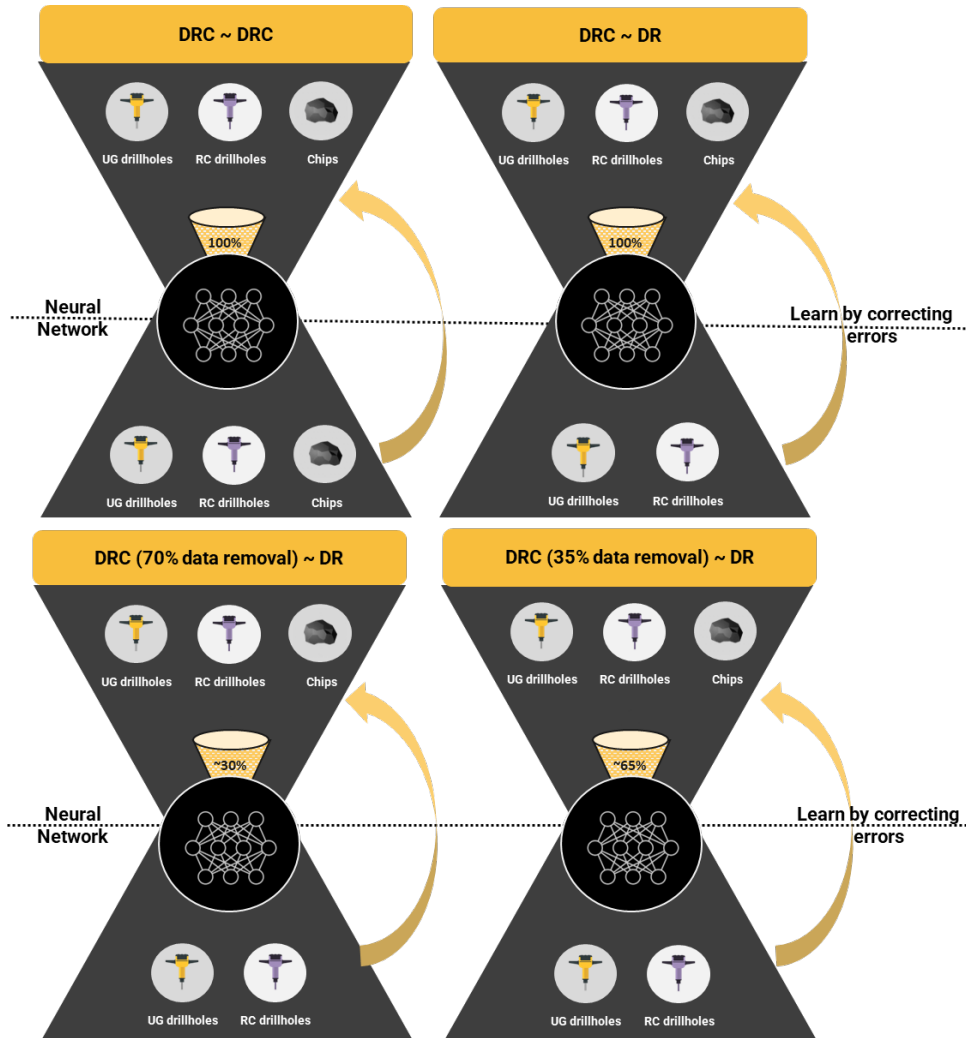 DRC ~ DRC
DRC ~ DR
UG drillholes
RC drillholes
Chips
UG drillholes
RC drillholes
Chips
100%
100%
Neural
Network
Learn by correcting
errors
UG drillholes
RC drillholes
Chips
UG drillholes
RC drillholes
DRC (70% data removal) ~ DR
DRC (35% data removal) ~ DR
UG drillholes
RC drillholes
Chips
UG drillholes
RC drillholes
Chips
~30%
~65%
Neural
Network
Learn by correcting
errors
UG drillholes
RC drillholes
UG drillholes
RC drillholes